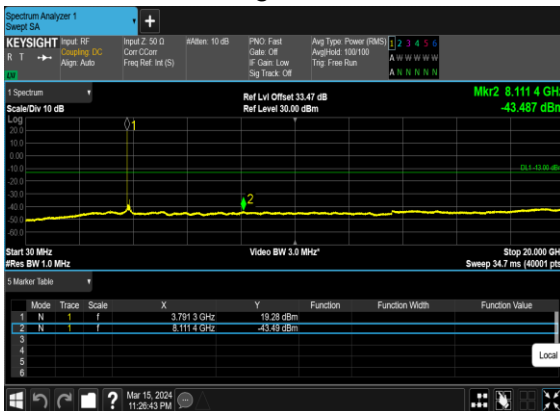 Spectrum Analyzer 1
Swept SA
KEYSIGHT Input: RF Input Z: 50 Ω #Atten: 10 dB PNO: Fast Avg Type: Power (RMS) 1 2 3 4 5 6
R T Coupling: DC Corr CCorr Gate: Off Avg|Hold: 100/100 A W W W W W
Align: Auto Freq Ref: Int (S) IF Gain: Low Trig: Free Run
LV Sig Track: Off A N N N N N
1 Spectrum Ref Lvl Offset 33.47 dB Mkr2 8.111 4 GHz
Scale/Div 10 dB Ref Level 30.00 dBm -43.487 dBm
Log
20.0
10.0
0.00
-10.0
-20.0
-30.0
-40.0
-50.0
-60.0
1
DL1 -13.00 dBm
2
Start 30 MHz Video BW 3.0 MHz* Stop 20.000 GH
#Res BW 1.0 MHz Sweep 34.7 ms (40001 pts
5 Marker Table
Mode Trace Scale X Y Function Function Width Function Value
1 N 1 f 3.791 3 GHz 19.28 dBm
2 N 1 f 8.111 4 GHz -43.49 dBm
3
4
5
6
Local
? Mar 15, 2024
11:26:43 PM